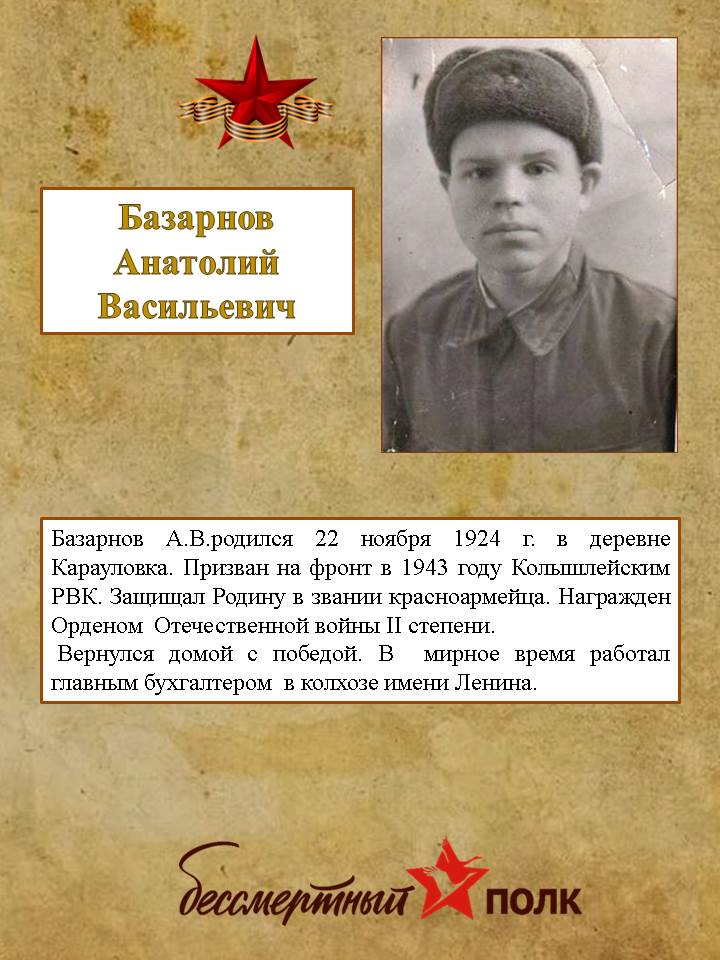 Базарнов
Анатолий
Васильевич
Базарнов А.В.родился 22 ноября 1924 г. в деревне
Карауловка. Призван на фронт в 1943 году Колышлейским
РВК. Защищал Родину в звании красноармейца. Награжден
Орденом Отечественной войны II степени.
Вернулся домой с победой. В мирное время работал
главным бухгалтером в колхозе имени Ленина.
бессмертный полк